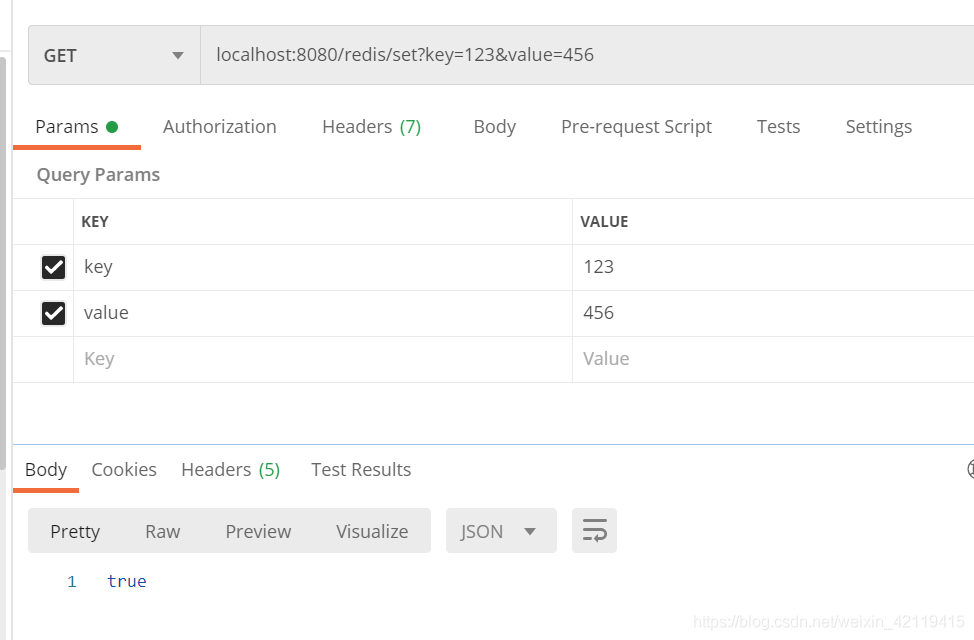 GET localhost:8080/redis/set?key=123&value=456
Params Authorization Headers (7) Body Pre-request Script Tests Settings
Query Params
KEY VALUE
key 123
value 456
Key Value
Body Cookies Headers (5) Test Results
Pretty Raw Preview Visualize JSON
1 true
https://blog.csdn.net/weixin_42119415